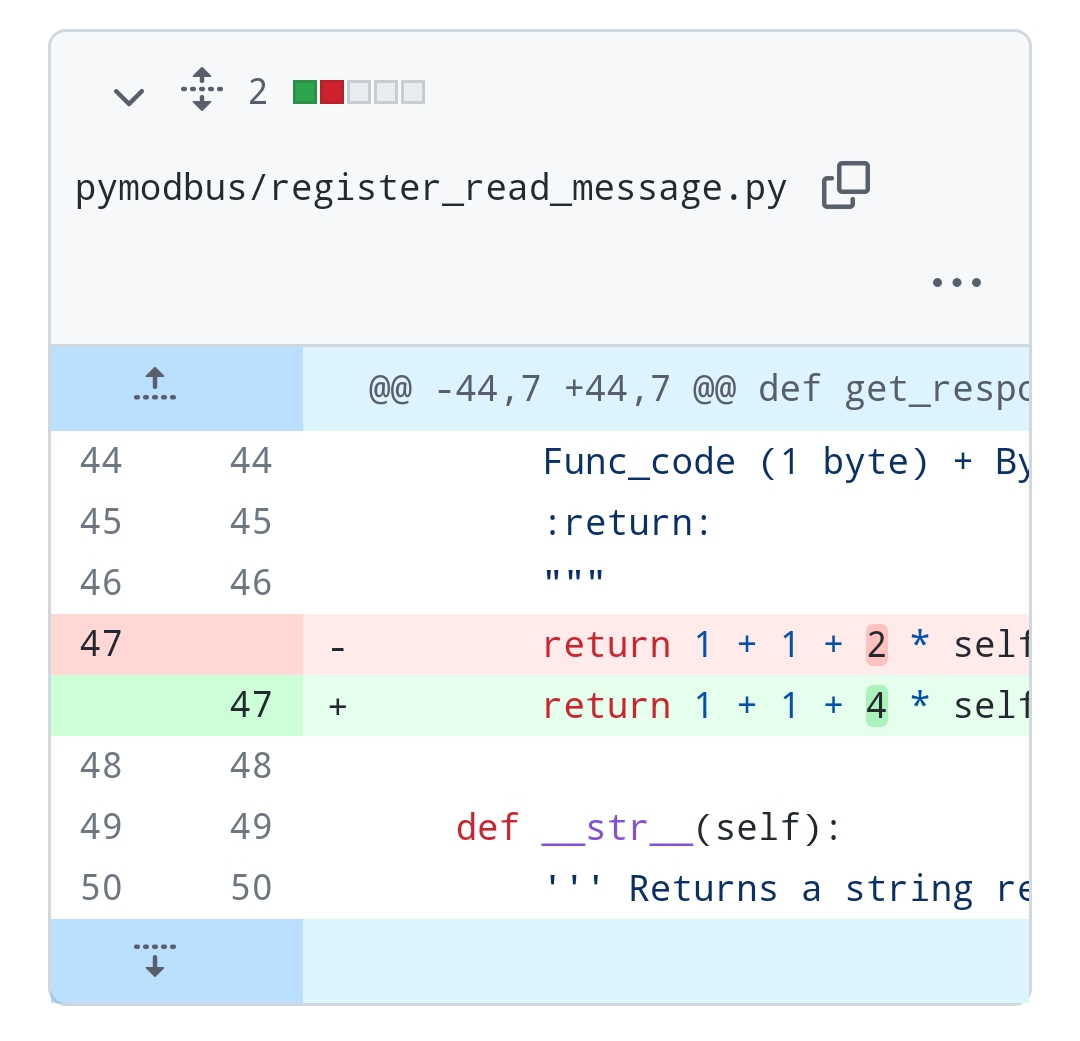 2
pymodbus/register_read_message.py
@@ -44,7 +44,7 @@ def get_respo
44 44 Func_code (1 byte) + By
45 45 :return:
46 46 """
47 - return 1 + 1 + 2 * self
47 + return 1 + 1 + 4 * self
48 48
49 49 def __str__(self):
50 50 ''' Returns a string re